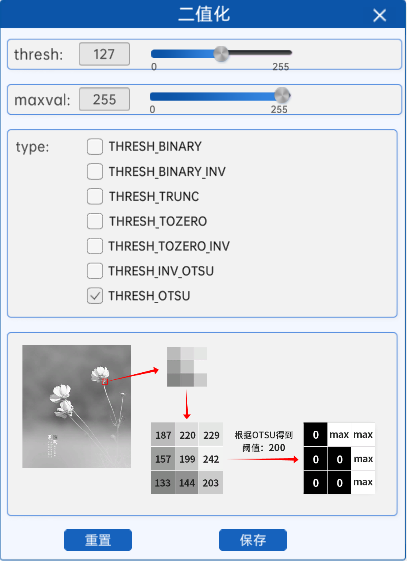 二值化
thresh: 127
0 255
maxval: 255
0 255
type:
THRESH_BINARY
THRESH_BINARY_INV
THRESH_TRUNC
THRESH_TOZERO
THRESH_TOZERO_INV
THRESH_INV_OTSU
THRESH_OTSU
187 220 229
157 199 242
133 144 203
根据OTSU得到
阈值：200
0 max max
0 0 max
0 0 max
重置 保存